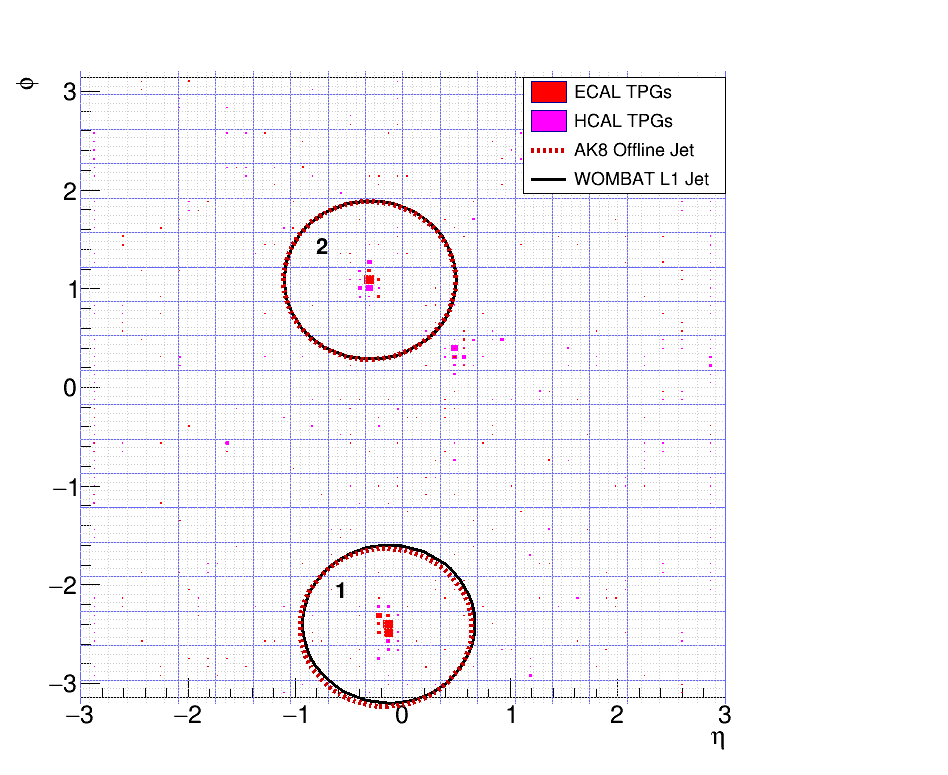 φ
3
2
1
0
−1
−2
−3
ECAL TPGs
HCAL TPGs
AK8 Offline Jet
WOMBAT L1 Jet
2
1
−3 −2 −1 0 1 2 3
η